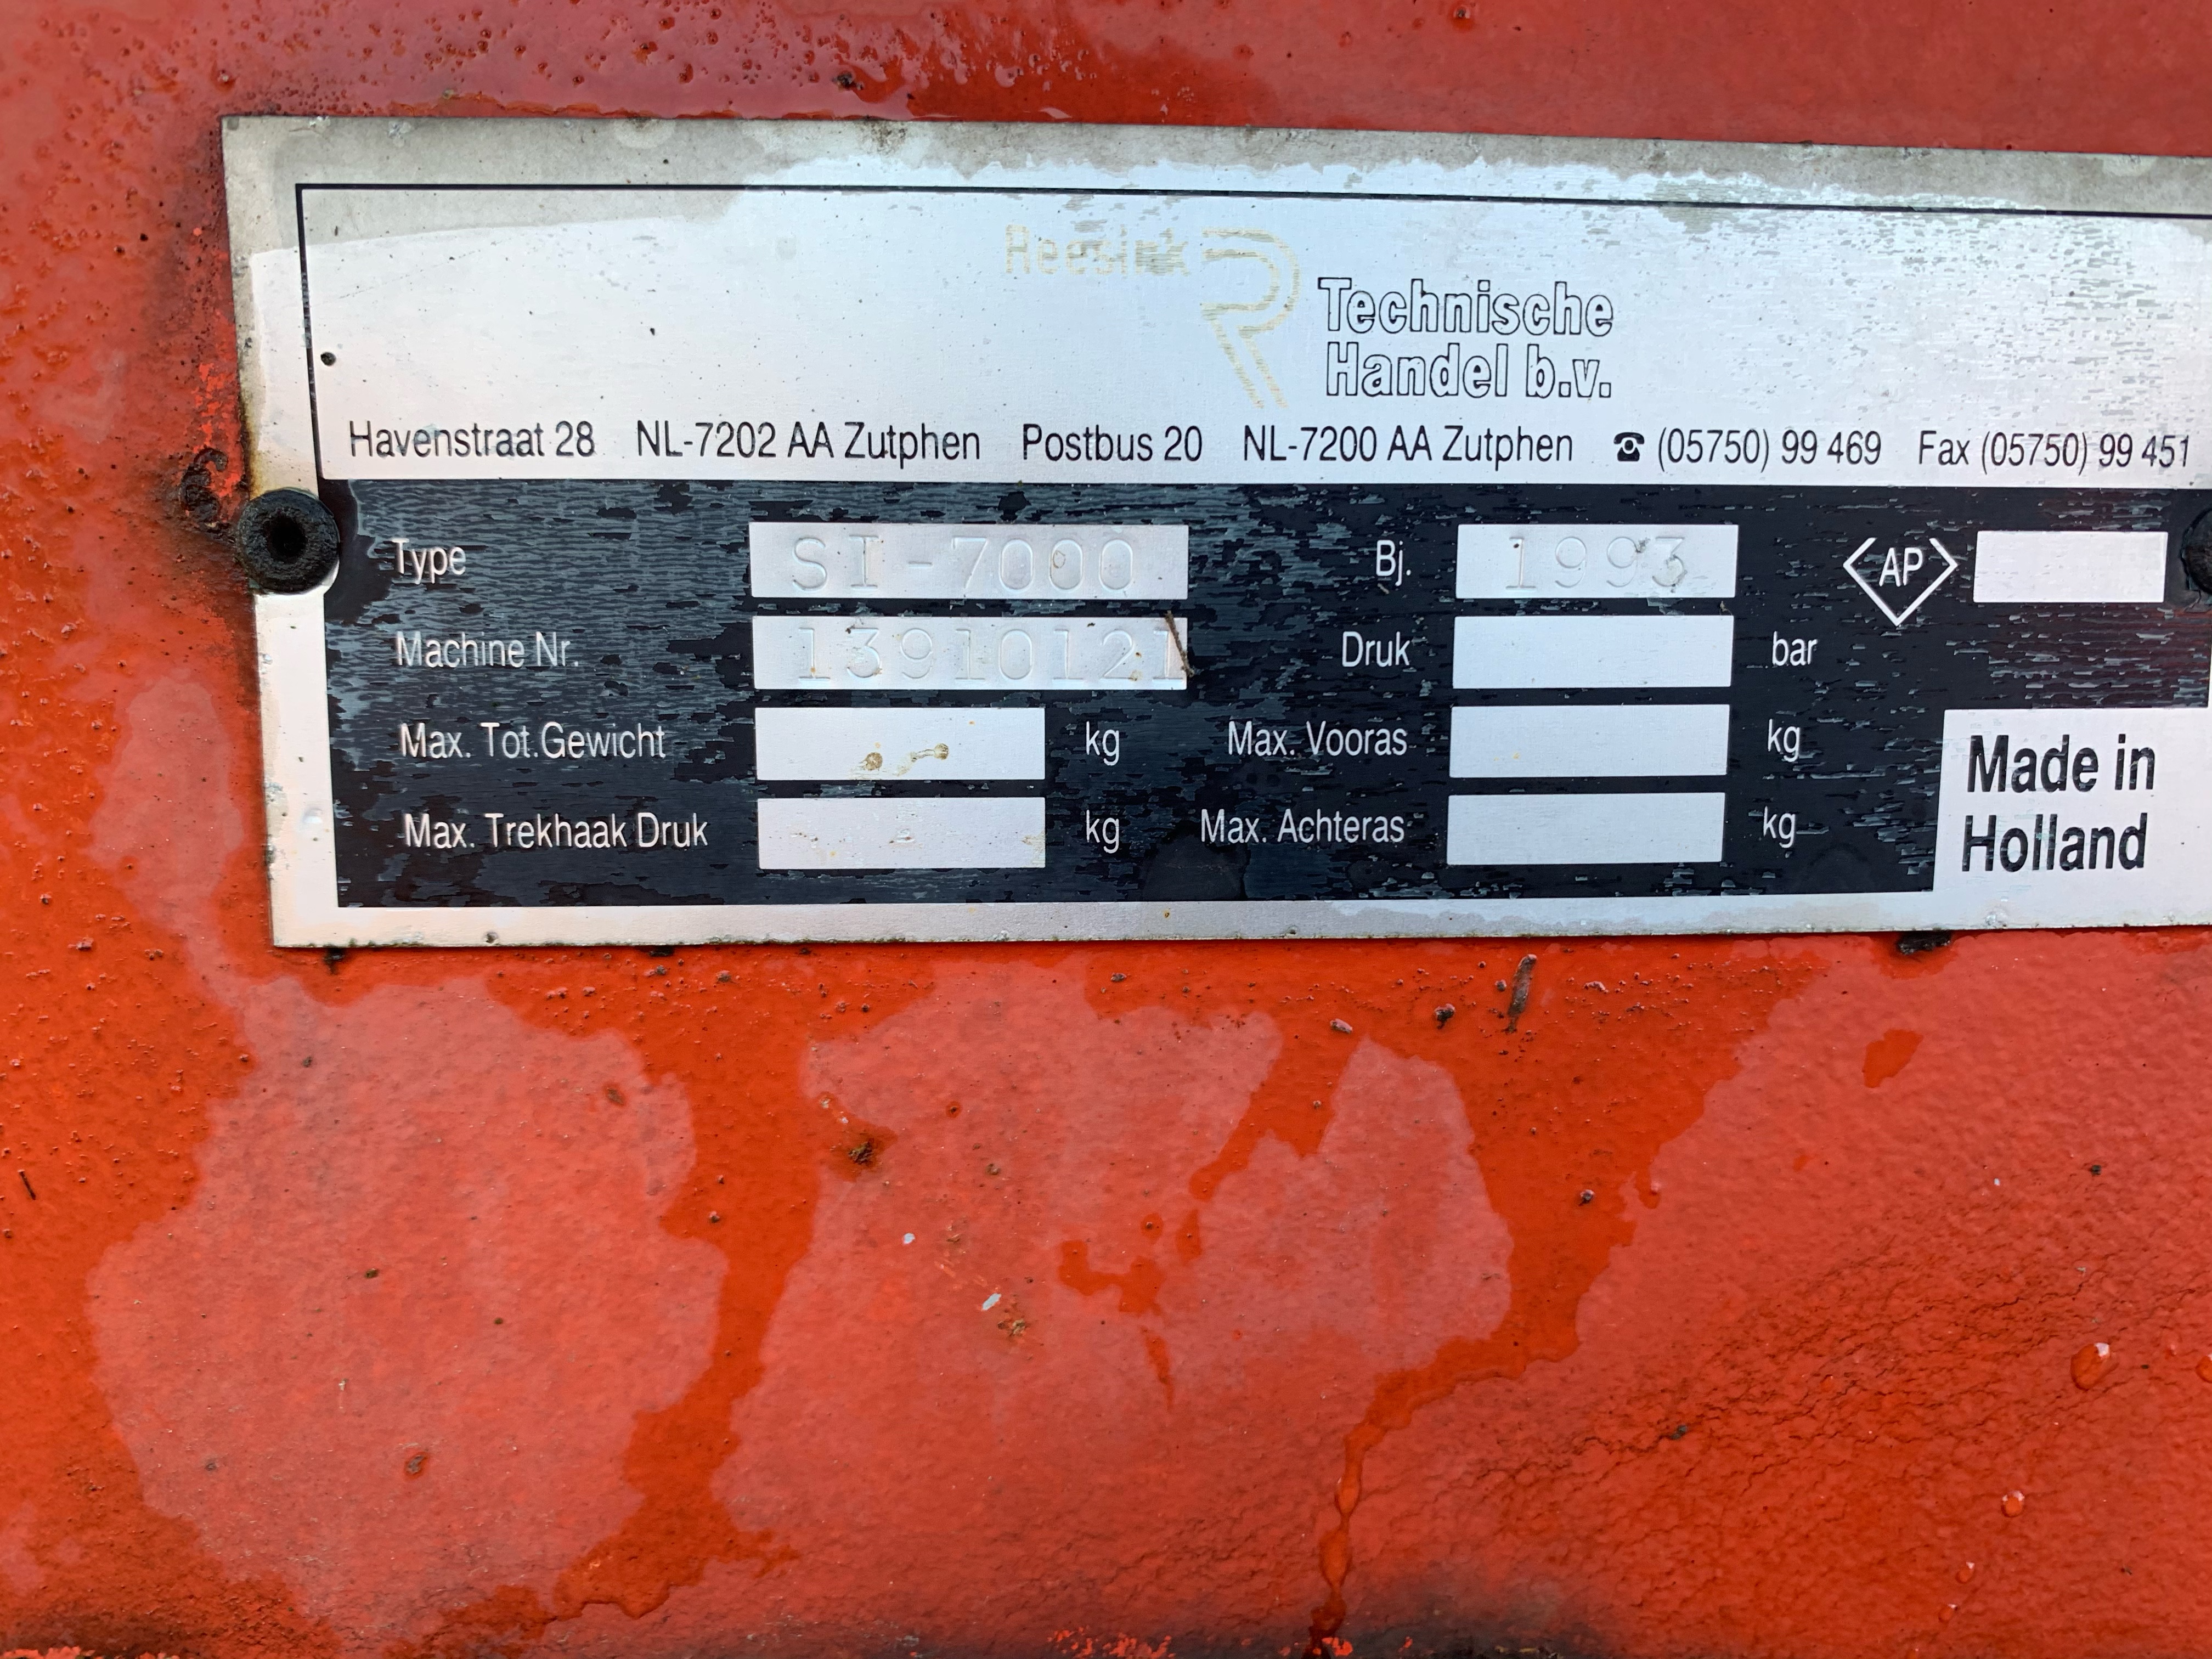 Reesink
R
Technische
Handel b.v.
Havenstraat 28 NL-7202 AA Zutphen Postbus 20 NL-7200 AA Zutphen ☎ (05750) 99 469 Fax (05750) 99 451
Type SI-7000 Bj. 1993 AP
Machine Nr. 13910121 Druk bar
Max. Tot.Gewicht kg Max. Vooras kg
Max. Trekhaak Druk kg Max. Achteras kg
Made in
Holland